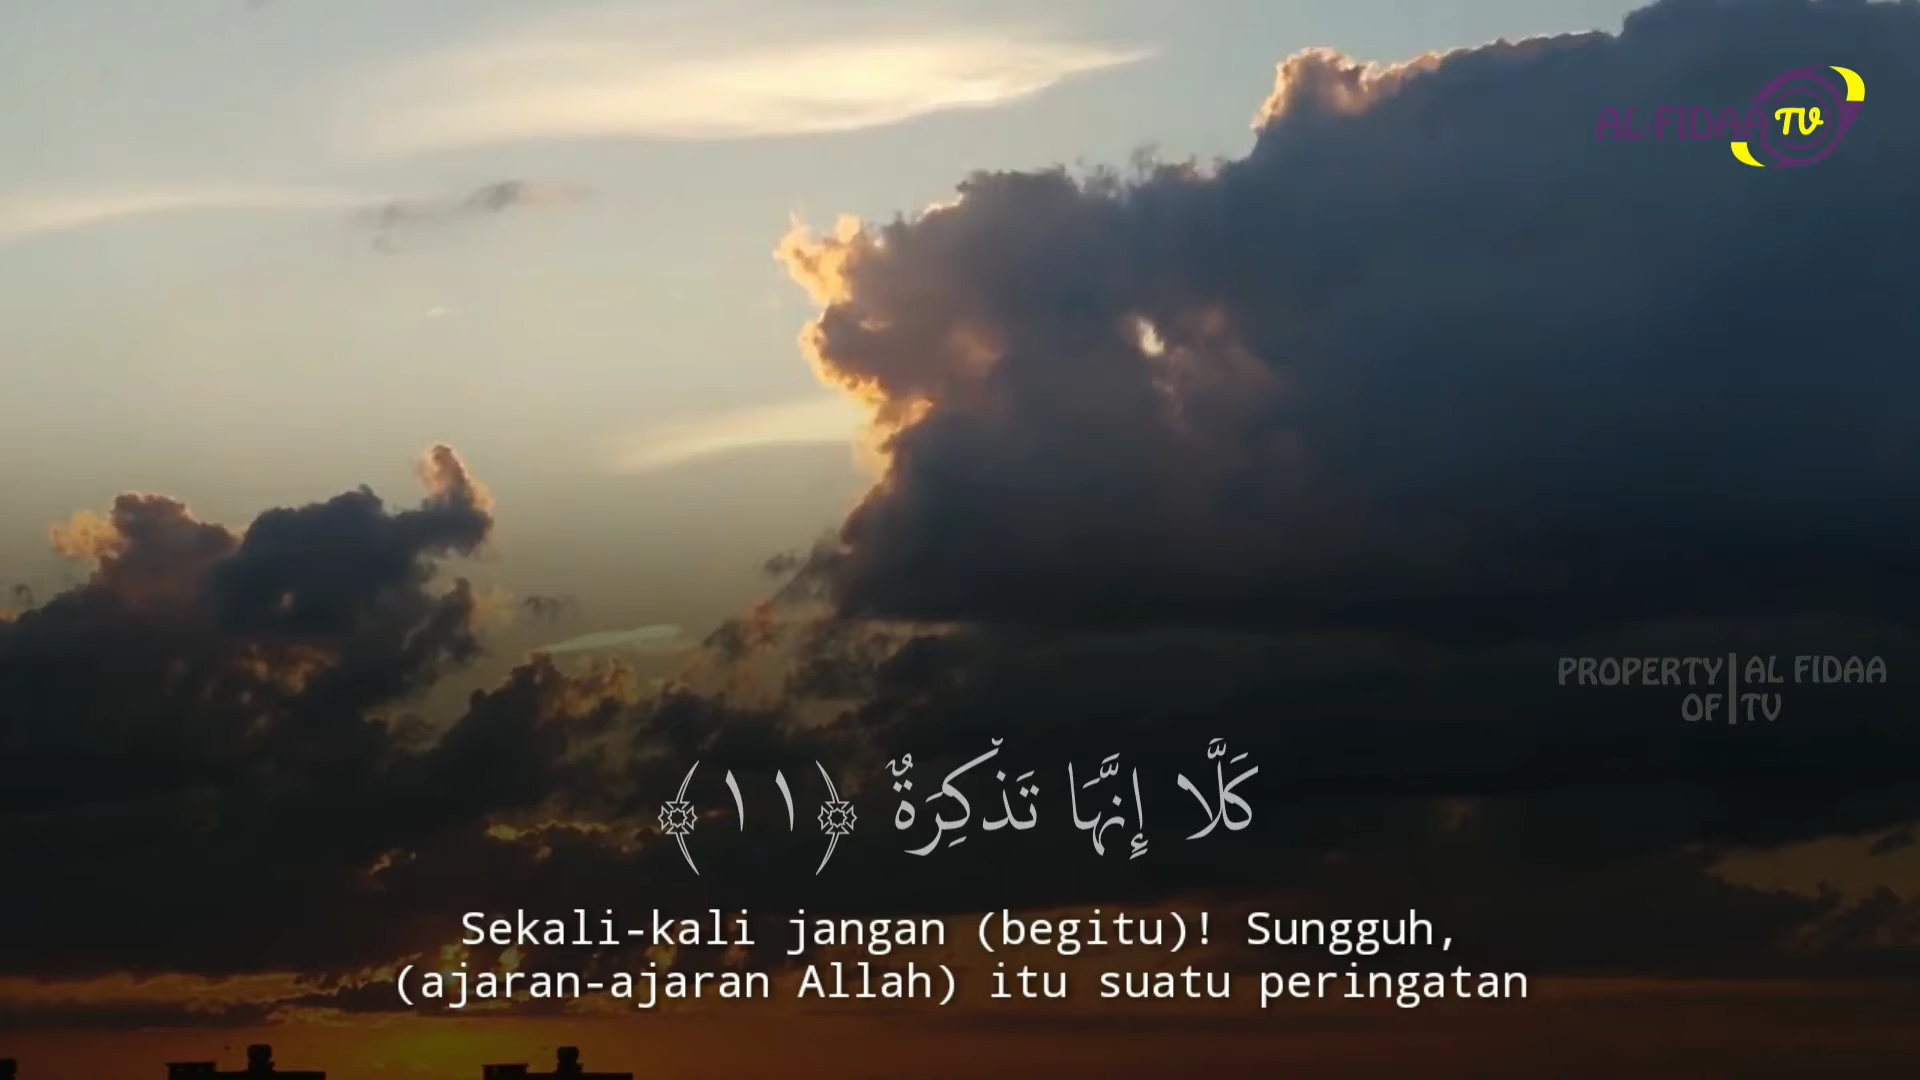 AL-FIDAA TV
PROPERTY OF | AL FIDAA TV
كَلَّا إِنَّهَا تَذْكِرَةٌ ﴿١١﴾
Sekali-kali jangan (begitu)! Sungguh,
(ajaran-ajaran Allah) itu suatu peringatan